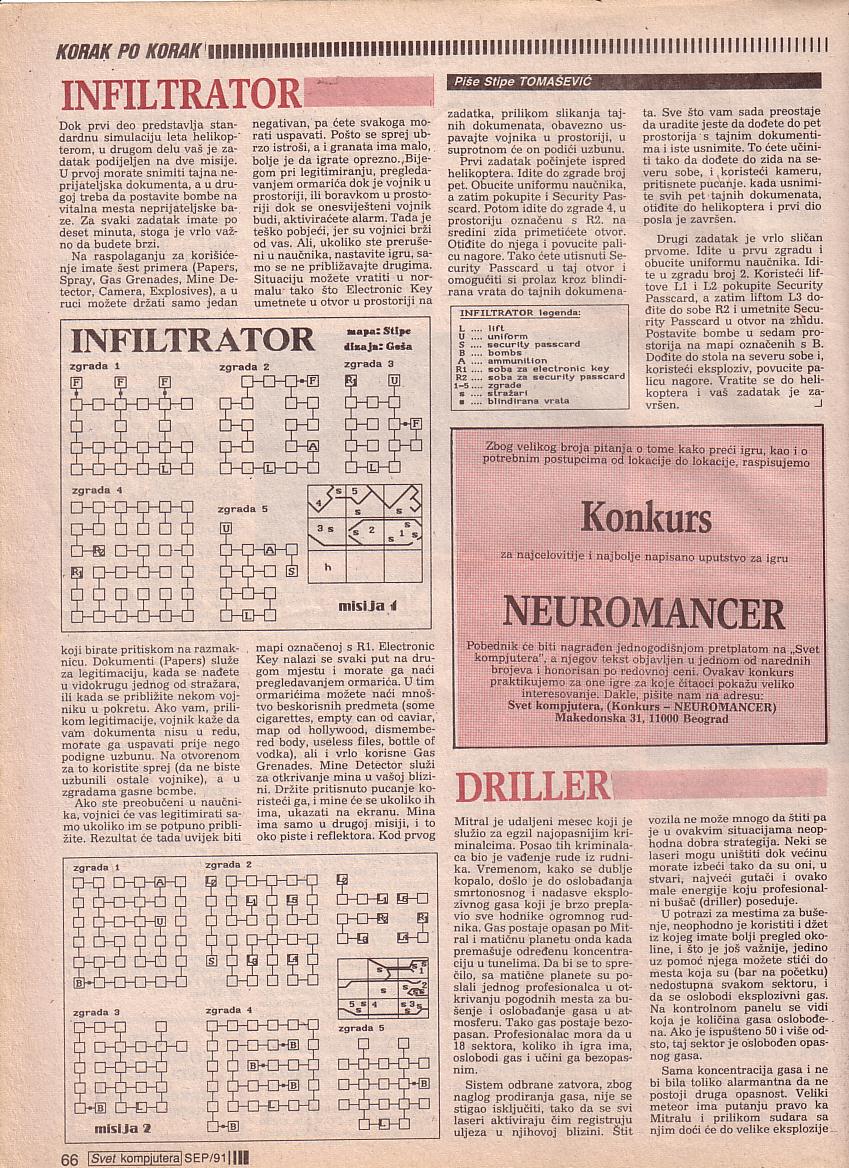 KORAK PO KORAK
INFILTRATOR
Piše Stipe TOMAŠEVIĆ
Dok prvi deo predstavlja stan-
dardnu simulaciju leta helikop-
terom, u drugom delu vaš je za-
datak podijeljen na dve misije.
U prvoj morate snimiti tajna ne-
prijateljska dokumenta, a u dru-
goj treba da postavite bombe na
vitalna mesta neprijateljske ba-
ze. Za svaki zadatak imate po
deset minuta, stoga je vrlo važ-
no da budete brzi.
Na raspolaganju za korišiće-
nje imate šest primera (Papers,
Spray, Gas Grenades, Mine De-
tector, Camera, Explosives), a u
ruci možete držati samo jedan
negativan, pa ćete svakoga mo-
rati uspavati. Pošto se sprej ub-
rzo istroši, a i granata ima malo,
bolje je da igrate oprezno. Bije-
gom pri legitimiranju, pregleda-
vanjem ormarića dok je vojnik u
prostoriji, ili boravkom u prosto-
riji dok se onesviješteni vojnik
budi, aktiviraćete alarm. Tada je
teško pobjeći, jer su vojnici brži
od vas. Ali, ukoliko ste preruše-
ni u naučnika, nastavite igru, sa-
mo se ne približavajte drugima.
Situaciju možete vratiti u nor-
malu tako što Electronic Key
umetnete u otvor u prostoriji na
zadatka, prilikom slikanja taj-
nih dokumenata, obavezno us-
pavajte vojnika u prostoriji, u
suprotnom će on podići uzbunu.
Prvi zadatak počinjete ispred
helikoptera. Idite do zgrade broj
pet. Obucite uniformu naučnika,
a zatim pokupite i Security Pas-
scard. Potom idite do zgrade 4, u
prostoriju označenu s R2. na
sredini zida primetićete otvor.
Otiđite do njega i povucite pali-
cu nagore. Tako ćete utisnuti Se-
curity Passcard u taj otvor i
omogućiti si prolaz kroz blindi-
rana vrata do tajnih dokumena-
ta. Sve što vam sada preostaje
da uradite jeste da dođete do pet
prostorija s tajnim dokumenti-
ma i iste usnimite. To ćete učini-
ti tako da dođete do zida na se-
veru sobe, i koristeći kameru,
pritisnete pucanje. kada usnimi-
te svih pet tajnih dokumenata,
otiđite do helikoptera i prvi dio
posla je završen.
Drugi zadatak je vrlo sličan
prvome. Idite u prvu zgradu i
obucite uniformu naučnika. Idi-
te u zgradu broj 2. Koristeći lif-
tove L1 i L2 pokupite Security
Passcard, a zatim liftom L3 do-
đite do sobe R2 i umetnite Secu-
rity Passcard u otvor na zhidu.
Postavite bombe u sedam pro-
storija na mapi označenih s B.
Dođite do stola na severu sobe i,
koristeći eksploziv, povucite pa-
licu nagore. Vratite se do heli-
koptera i vaš zadatak je za-
vršen.
INFILTRATOR legenda:
L .... lift
U .... uniform
S .... security passcard
B .... bombs
A .... ammunition
R1 .... soba za electronic key
R2 .... soba za security passcard
1-5 .... zgrade
s .... stražari
▪ .... blindirana vrata
INFILTRATOR
mapa: Stipe
dizajn: Goša
zgrada 1
zgrada 2
zgrada 3
F F F
F
A
L
L
R1 U
F
L
zgrada 4
zgrada 5
R2
R1
U
A
S
L
s 5
4 s s
3 s s 2 s 1 s
h
misija 1
Zbog velikog broja pitanja o tome kako preći igru, kao i o
potrebnim postupcima od lokacije do lokacije, raspisujemo
Konkurs
za najcelovitije i najbolje napisano uputstvo za igru
NEUROMANCER
Pobednik će biti nagrađen jednogodišnjom pretplatom na „Svet
kompjutera", a njegov tekst objavljen u jednom od narednih
brojeva i honorisan po redovnoj ceni. Ovakav konkurs
praktikujemo za one igre za koje čitaoci pokažu veliko
interesovanje. Dakle, pišite nam na adresu:
Svet kompjutera, (Konkurs – NEUROMANCER)
Makedonska 31, 11000 Beograd
koji birate pritiskom na razmak-
nicu. Dokumenti (Papers) služe
za legitimaciju, kada se nađete
u vidokrugu jednog od stražara,
ili kada se približite nekom voj-
niku u pokretu. Ako vam, prili-
kom legitimacije, vojnik kaže da
vam dokumenta nisu u redu,
morate ga uspavati prije nego
podigne uzbunu. Na otvorenom
za to koristite sprej (da ne biste
uzbunili ostale vojnike), a u
zgradama gasne bombe.
Ako ste preobučeni u naučni-
ka, vojnici će vas legitimirati sa-
mo ukoliko im se potpuno pribli-
žite. Rezultat će tada uvijek biti
mapi označenoj s R1. Electronic
Key nalazi se svaki put na dru-
gom mjestu i morate ga naći
pregledavanjem ormarića. U tim
ormarićima možete naći mnoš-
tvo beskorisnih predmeta (some
cigarettes, empty can od caviar,
map od hollywood, dismembe-
red body, useless files, bottle of
vodka), ali i vrlo korisne Gas
Grenades. Mine Detector služi
za otkrivanje mina u vašoj blizi-
ni. Držite pritisnuto pucanje ko-
risteći ga, i mine će se ukoliko ih
ima, ukazati na ekranu. Mina
ima samo u drugoj misiji, i to
oko piste i reflektora. Kod prvog
zgrada 1
zgrada 2
A
U
B
S
zgrada 3
zgrada 4
zgrada 5
B L
B
B
B
L
B
B
L
misija 2
DRILLER
Mitral je udaljeni mesec koji je
služio za egzil najopasnijim kri-
minalcima. Posao tih kriminala-
ca bio je vađenje rude iz rudni-
ka. Vremenom, kako se dublje
kopalo, došlo je do oslobađanja
smrtonosnog i nadasve eksplo-
zivnog gasa koji je brzo prepla-
vio sve hodnike ogromnog rud-
nika. Gas postaje opasan po Mit-
ral i matičnu planetu onda kada
premašuje određenu koncentra-
ciju u tunelima. Da bi se to spre-
čilo, sa matične planete su po-
slali jednog profesionalca u ot-
krivanju pogodnih mesta za bu-
šenje i oslobađanje gasa u at-
mosferu. Tako gas postaje bezo-
pasan. Profesionalac mora da u
18 sektora, koliko ih igra ima,
oslobodi gas i učini ga bezopas-
nim.
Sistem odbrane zatvora, zbog
naglog prodiranja gasa, nije se
stigao isključiti, tako da se svi
laseri aktiviraju čim registruju
uljeza u njihovoj blizini. Štit
vozila ne može mnogo da štiti pa
je u ovakvim situacijama neop-
hodna dobra strategija. Neki se
laseri mogu uništiti dok većinu
morate izbeći tako da su oni, u
stvari, najveći gutači i ovako
male energije koju profesional-
ni bušač (driller) poseduje.
U potrazi za mestima za buše-
nje, neophodno je koristiti i džet
iz kojeg imate bolji pregled oko-
line, i što je još važnije, jedino
uz pomoć njega možete stići do
mesta koja su (bar na početku)
nedostupna svakom sektoru, i
da se oslobodi eksplozivni gas.
Na kontrolnom panelu se vidi
koja je količina gasa oslobođe-
na. Ako je ispušteno 50 i više od-
sto, taj sektor je oslobođen opas-
nog gasa.
Sama koncentracija gasa i ne
bi bila toliko alarmantna da ne
postoji druga opasnost. Veliki
meteor ima putanju pravo ka
Mitralu i prilikom sudara sa
njim doći će do velike eksplozije
66 Svet kompjutera SEP/91